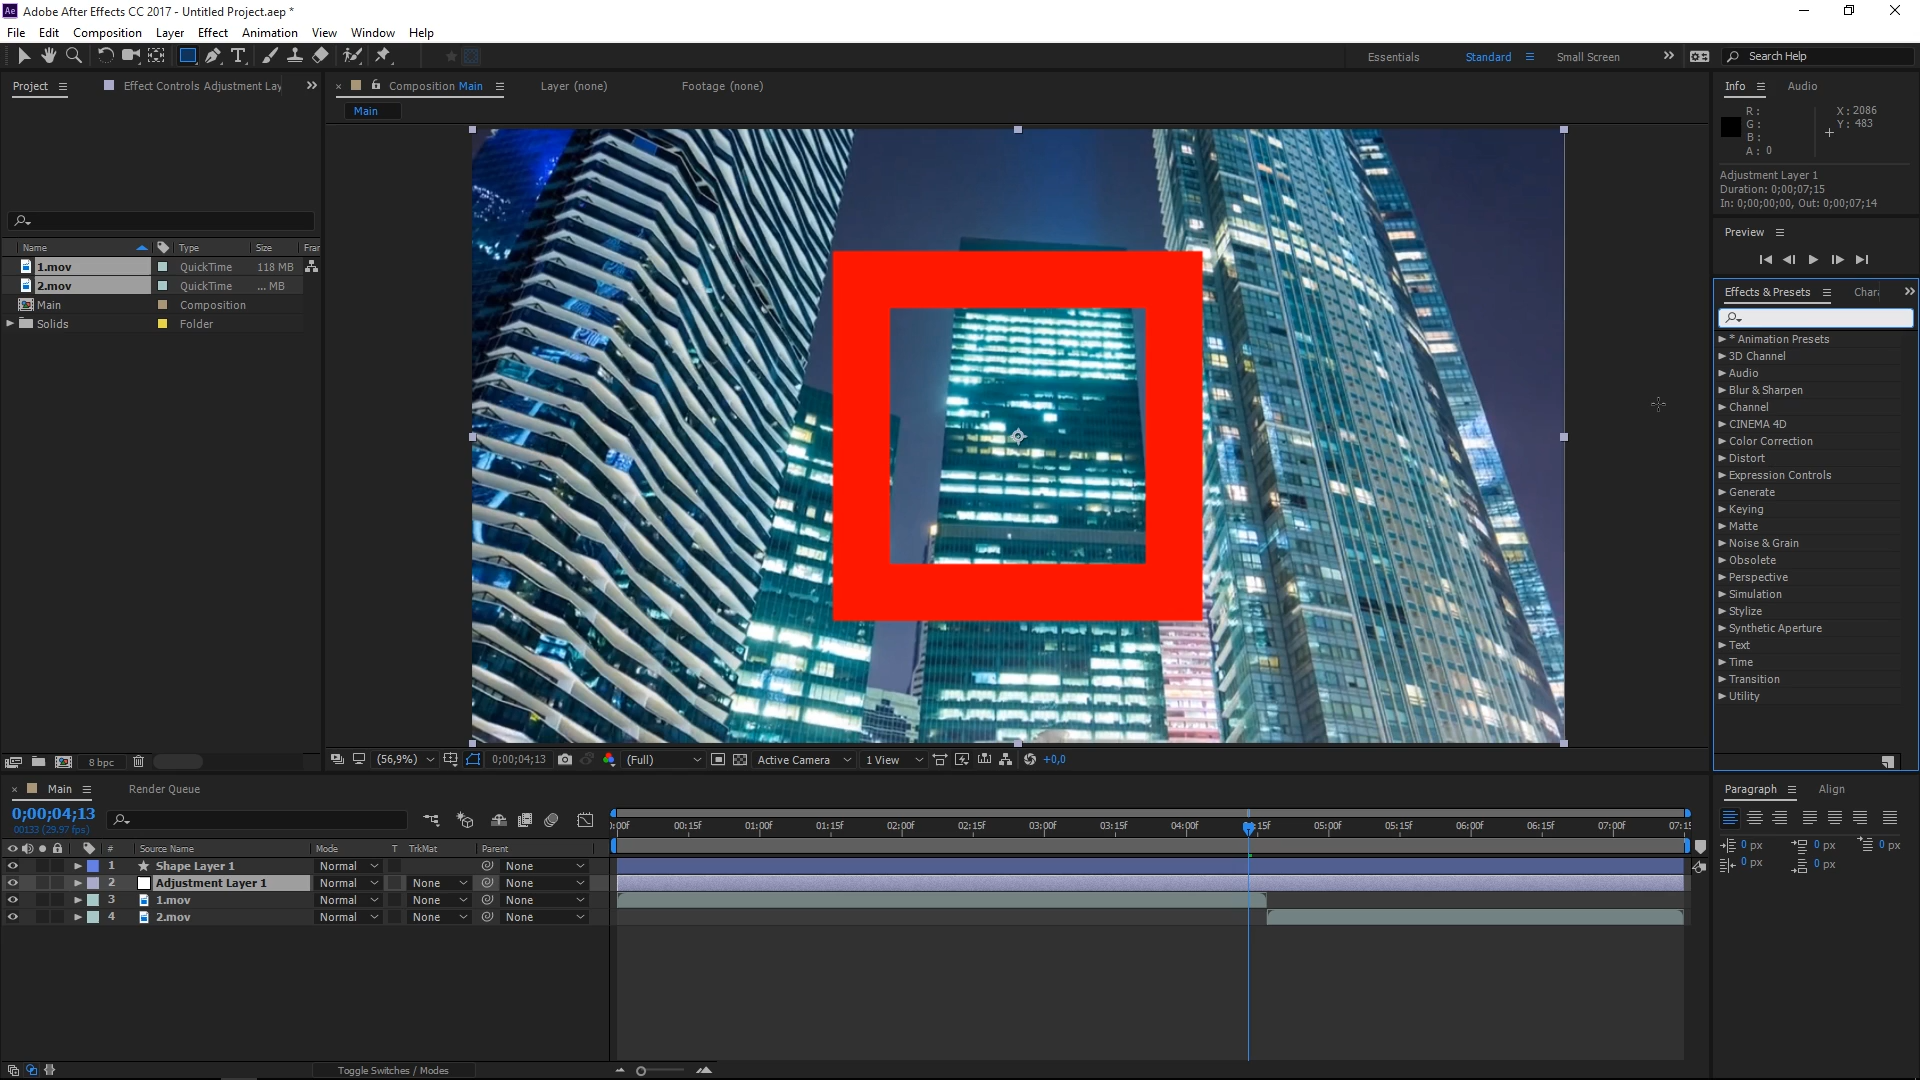 Ae Adobe After Effects CC 2017 - Untitled Project.aep *
File Edit Composition Layer Effect Animation View Window Help
Essentials Standard Small Screen Search Help
Project Effect Controls Adjustment Lay
Composition Main Layer (none) Footage (none)
Main
Info Audio
R: X: 2086
G: Y: 483
B:
A: 0
Adjustment Layer 1
Duration: 0;00;07;15
In: 0;00;00;00, Out: 0;00;07;14
Preview
Effects & Presets Chara
* Animation Presets
3D Channel
Audio
Blur & Sharpen
Channel
CINEMA 4D
Color Correction
Distort
Expression Controls
Generate
Keying
Matte
Noise & Grain
Obsolete
Perspective
Simulation
Stylize
Synthetic Aperture
Text
Time
Transition
Utility
Name Type Size Frar
1.mov QuickTime 118 MB
2.mov QuickTime ... MB
Main Composition
Solids Folder
8 bpc
(56,9%) 0;00;04;13 (Full) Active Camera 1 View +0,0
Main Render Queue
0;00;04;13
00133 (29.97 fps)
# Source Name Mode T TrkMat Parent
1 Shape Layer 1 Normal None
2 Adjustment Layer 1 Normal None None
3 1.mov Normal None None
4 2.mov Normal None None
):00f 00:15f 01:00f 01:15f 02:00f 02:15f 03:00f 03:15f 04:00f 05:00f 05:15f 06:00f 06:15f 07:00f 07:15
Toggle Switches / Modes
Paragraph Align
0 px 0 px 0 px
0 px 0 px